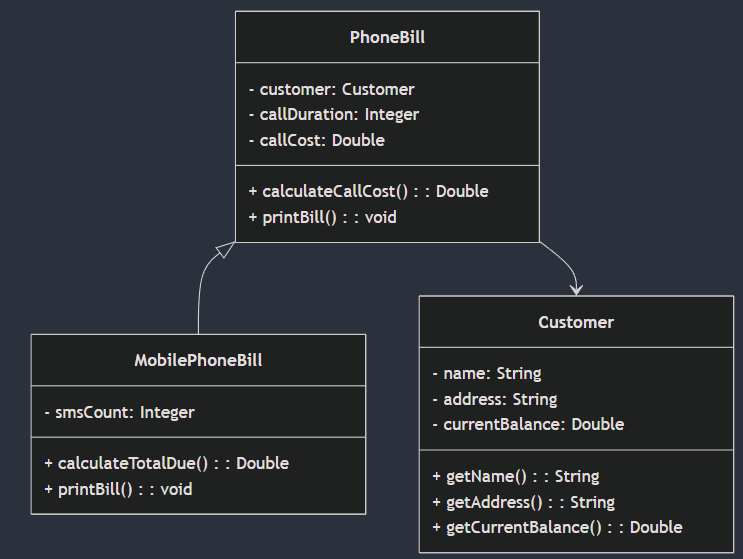 PhoneBill
- customer: Customer
- callDuration: Integer
- callCost: Double
+ calculateCallCost() : : Double
+ printBill() : : void
MobilePhoneBill
- smsCount: Integer
+ calculateTotalDue() : : Double
+ printBill() : : void
Customer
- name: String
- address: String
- currentBalance: Double
+ getName() : : String
+ getAddress() : : String
+ getCurrentBalance() : : Double